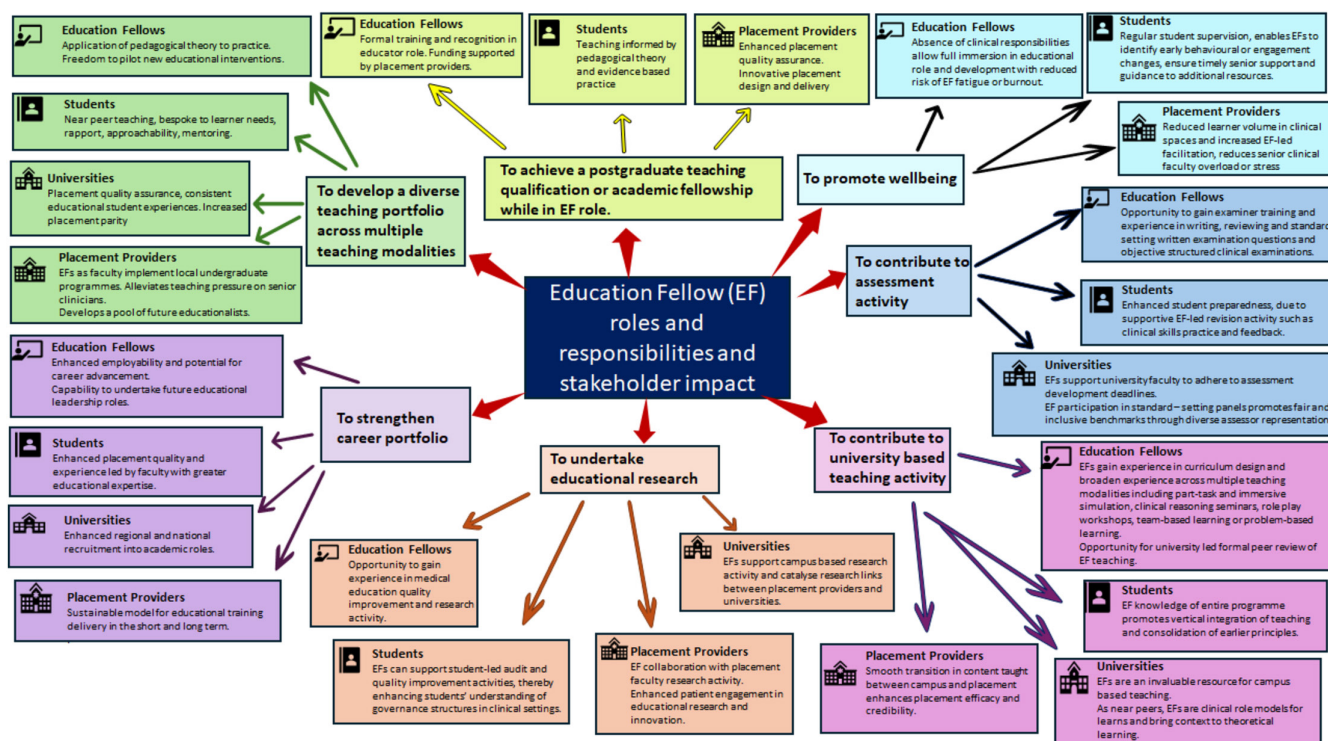 Education Fellow (EF)
roles and
responsibilities and
stakeholder impact
To develop a diverse
teaching portfolio
across multiple
teaching modalities
Education Fellows
Application of pedagogical theory to practice.
Freedom to pilot new educational interventions.
Students
Near peer teaching, bespoke to learner needs,
rapport, approachability, mentoring.
Universities
Placement quality assurance, consistent
educational student experiences. Increased
placement parity
Placement Providers
EFs as faculty implement local undergraduate
programmes. Alleviates teaching pressure on senior
clinicians.
Develops a pool of future educationalists.
To achieve a postgraduate teaching
qualification or academic fellowship
while in EF role.
Education Fellows
Formal training and recognition in
educator role. Funding supported
by placement providers.
Students
Teaching informed by
pedagogical theory
and evidence based
practice
Placement Providers
Enhanced placement
quality assurance.
Innovative placement
design and delivery
To promote wellbeing
Education Fellows
Absence of clinical responsibilities
allow full immersion in educational
role and development with reduced
risk of EF fatigue or burnout.
Students
Regular student supervision, enables EFs to
identify early behavioural or engagement
changes, ensure timely senior support and
guidance to additional resources.
Placement Providers
Reduced learner volume in clinical
spaces and increased EF-led
facilitation, reduces senior clinical
faculty overload or stress
To contribute to
assessment
activity
Education Fellows
Opportunity to gain examiner training and
experience in writing, reviewing and standard
setting written examination questions and
objective structured clinical examinations.
Students
Enhanced student preparedness, due to
supportive EF-led revision activity such as
clinical skills practice and feedback.
Universities
EFs support university faculty to adhere to assessment
development deadlines.
EF participation in standard – setting panels promotes fair and
inclusive benchmarks through diverse assessor representation
To contribute to
university based
teaching activity
Education Fellows
EFs gain experience in curriculum design and
broaden experience across multiple teaching
modalities including part-task and immersive
simulation, clinical reasoning seminars, role play
workshops, team-based learning or problem-based
learning.
Opportunity for university led formal peer review of
EF teaching.
Students
EF knowledge of entire programme
promotes vertical integration of teaching
and consolidation of earlier principles.
Universities
EFs are an invaluable resource for campus
based teaching.
As near peers, EFs are clinical role models for
learns and bring context to theoretical
learning.
Placement Providers
Smooth transition in content taught
between campus and placement
enhances placement efficacy and
credibility.
To undertake
educational research
Education Fellows
Opportunity to gain
experience in medical
education quality
improvement and research
activity.
Students
EFs can support student-led audit and
quality improvement activities, thereby
enhancing students' understanding of
governance structures in clinical settings.
Placement Providers
EF collaboration with placement
faculty research activity.
Enhanced patient engagement in
educational research and
innovation.
Universities
EFs support campus based research
activity and catalyse research links
between placement providers and
universities.
To strengthen
career portfolio
Education Fellows
Enhanced employability and potential for
career advancement.
Capability to undertake future educational
leadership roles.
Students
Enhanced placement quality and
experience led by faculty with greater
educational expertise.
Universities
Enhanced regional and national
recruitment into academic roles.
Placement Providers
Sustainable model for educational training
delivery in the short and long term.